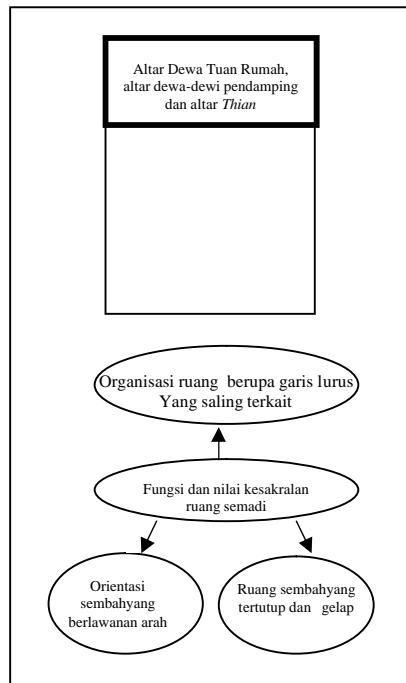 Altar Dewa Tuan Rumah,
altar dewa-dewi pendamping
dan altar Thian
Organisasi ruang berupa garis lurus
Yang saling terkait
Fungsi dan nilai kesakralan
ruang semadi
Orientasi
sembahyang
berlawanan arah
Ruang sembahyang
tertutup dan gelap